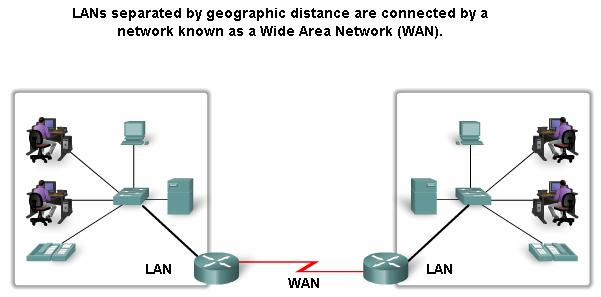 LANs separated by geographic distance are connected by a
network known as a Wide Area Network (WAN).
LAN
WAN
LAN